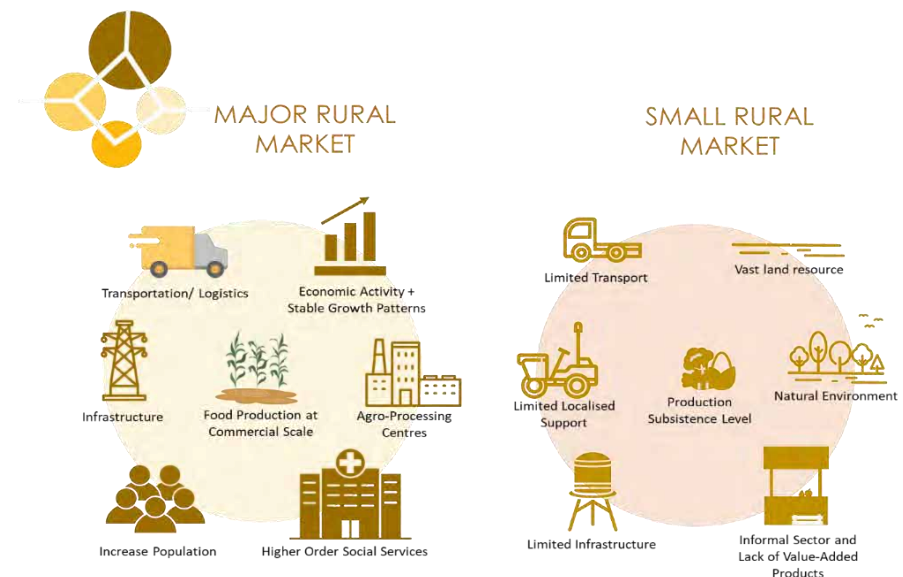 MAJOR RURAL
MARKET
Transportation/ Logistics
Economic Activity +
Stable Growth Patterns
Infrastructure
Food Production at
Commercial Scale
Agro-Processing
Centres
Increase Population
Higher Order Social Services
SMALL RURAL
MARKET
Limited Transport
Vast land resource
Limited Localised
Support
Production
Subsistence Level
Natural Environment
Limited Infrastructure
Informal Sector and
Lack of Value-Added
Products